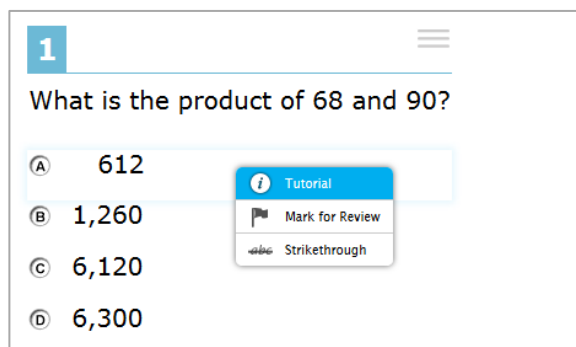 1
What is the product of 68 and 90?
A 612
i Tutorial
B 1,260
Mark for Review
abc Strikethrough
C 6,120
D 6,300